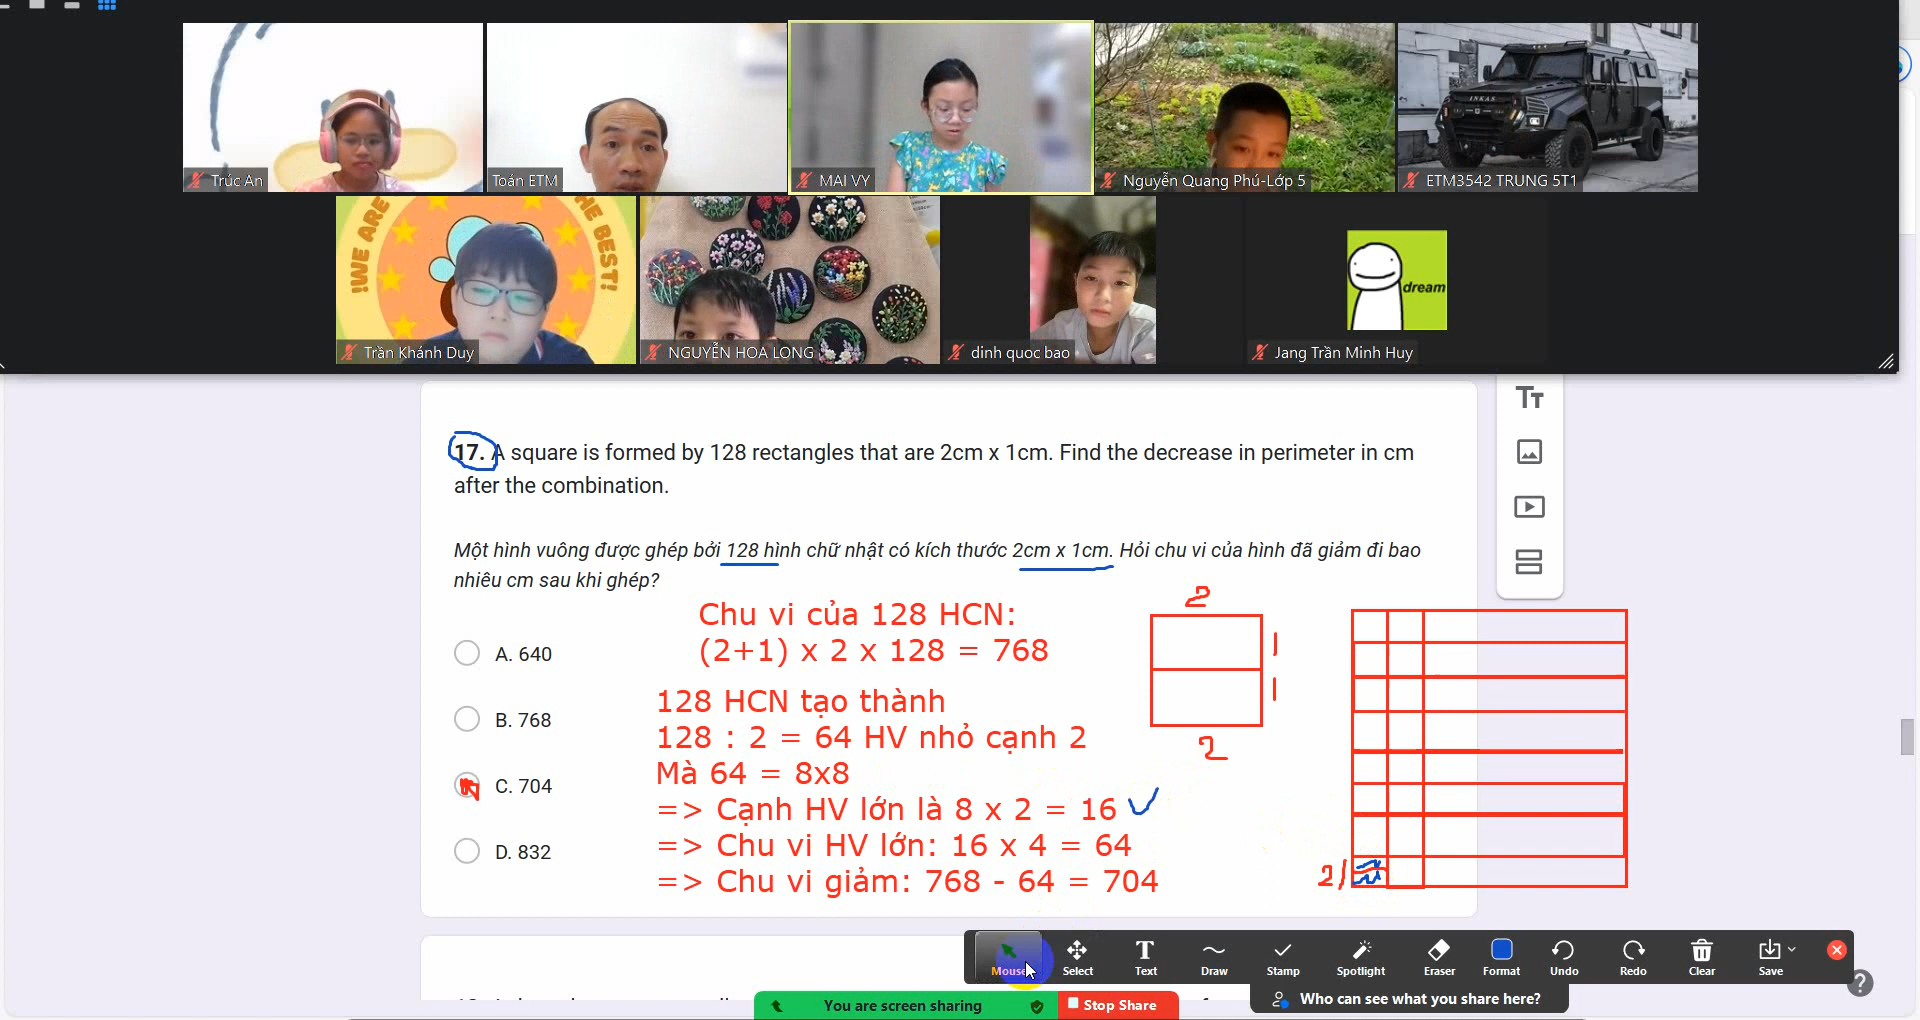 Trúc An
Toán ETM
MAI VY
Nguyễn Quang Phú-Lớp 5
INKAS
ETM3542 TRUNG 5T1
!WE ARE
HE BEST!
Trần Khánh Duy
NGUYỄN HOA LONG
dinh quoc bao
dream
Jang Trần Minh Huy
17. A square is formed by 128 rectangles that are 2cm x 1cm. Find the decrease in perimeter in cm
after the combination.
Một hình vuông được ghép bởi 128 hình chữ nhật có kích thước 2cm x 1cm. Hỏi chu vi của hình đã giảm đi bao
nhiêu cm sau khi ghép?
A. 640
B. 768
C. 704
D. 832
Chu vi của 128 HCN:
(2+1) x 2 x 128 = 768
128 HCN tạo thành
128 : 2 = 64 HV nhỏ cạnh 2
Mà 64 = 8x8
=> Cạnh HV lớn là 8 x 2 = 16
=> Chu vi HV lớn: 16 x 4 = 64
=> Chu vi giảm: 768 - 64 = 704
2
1
1
2
2
Tт
Mouse
Select
T
Text
Draw
Stamp
Spotlight
Eraser
Format
Undo
Redo
Clear
Save
?
You are screen sharing
Stop Share
Who can see what you share here?